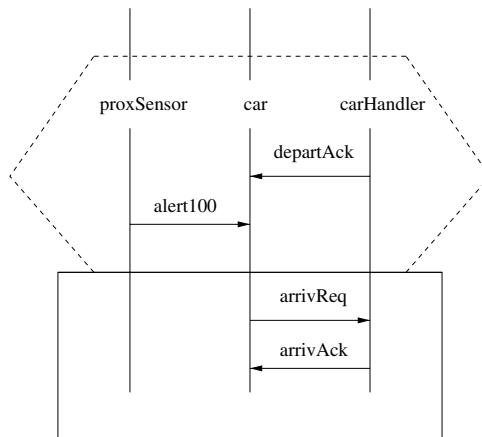 proxSensor car carHandler
departAck
alert100
arrivReq
arrivAck